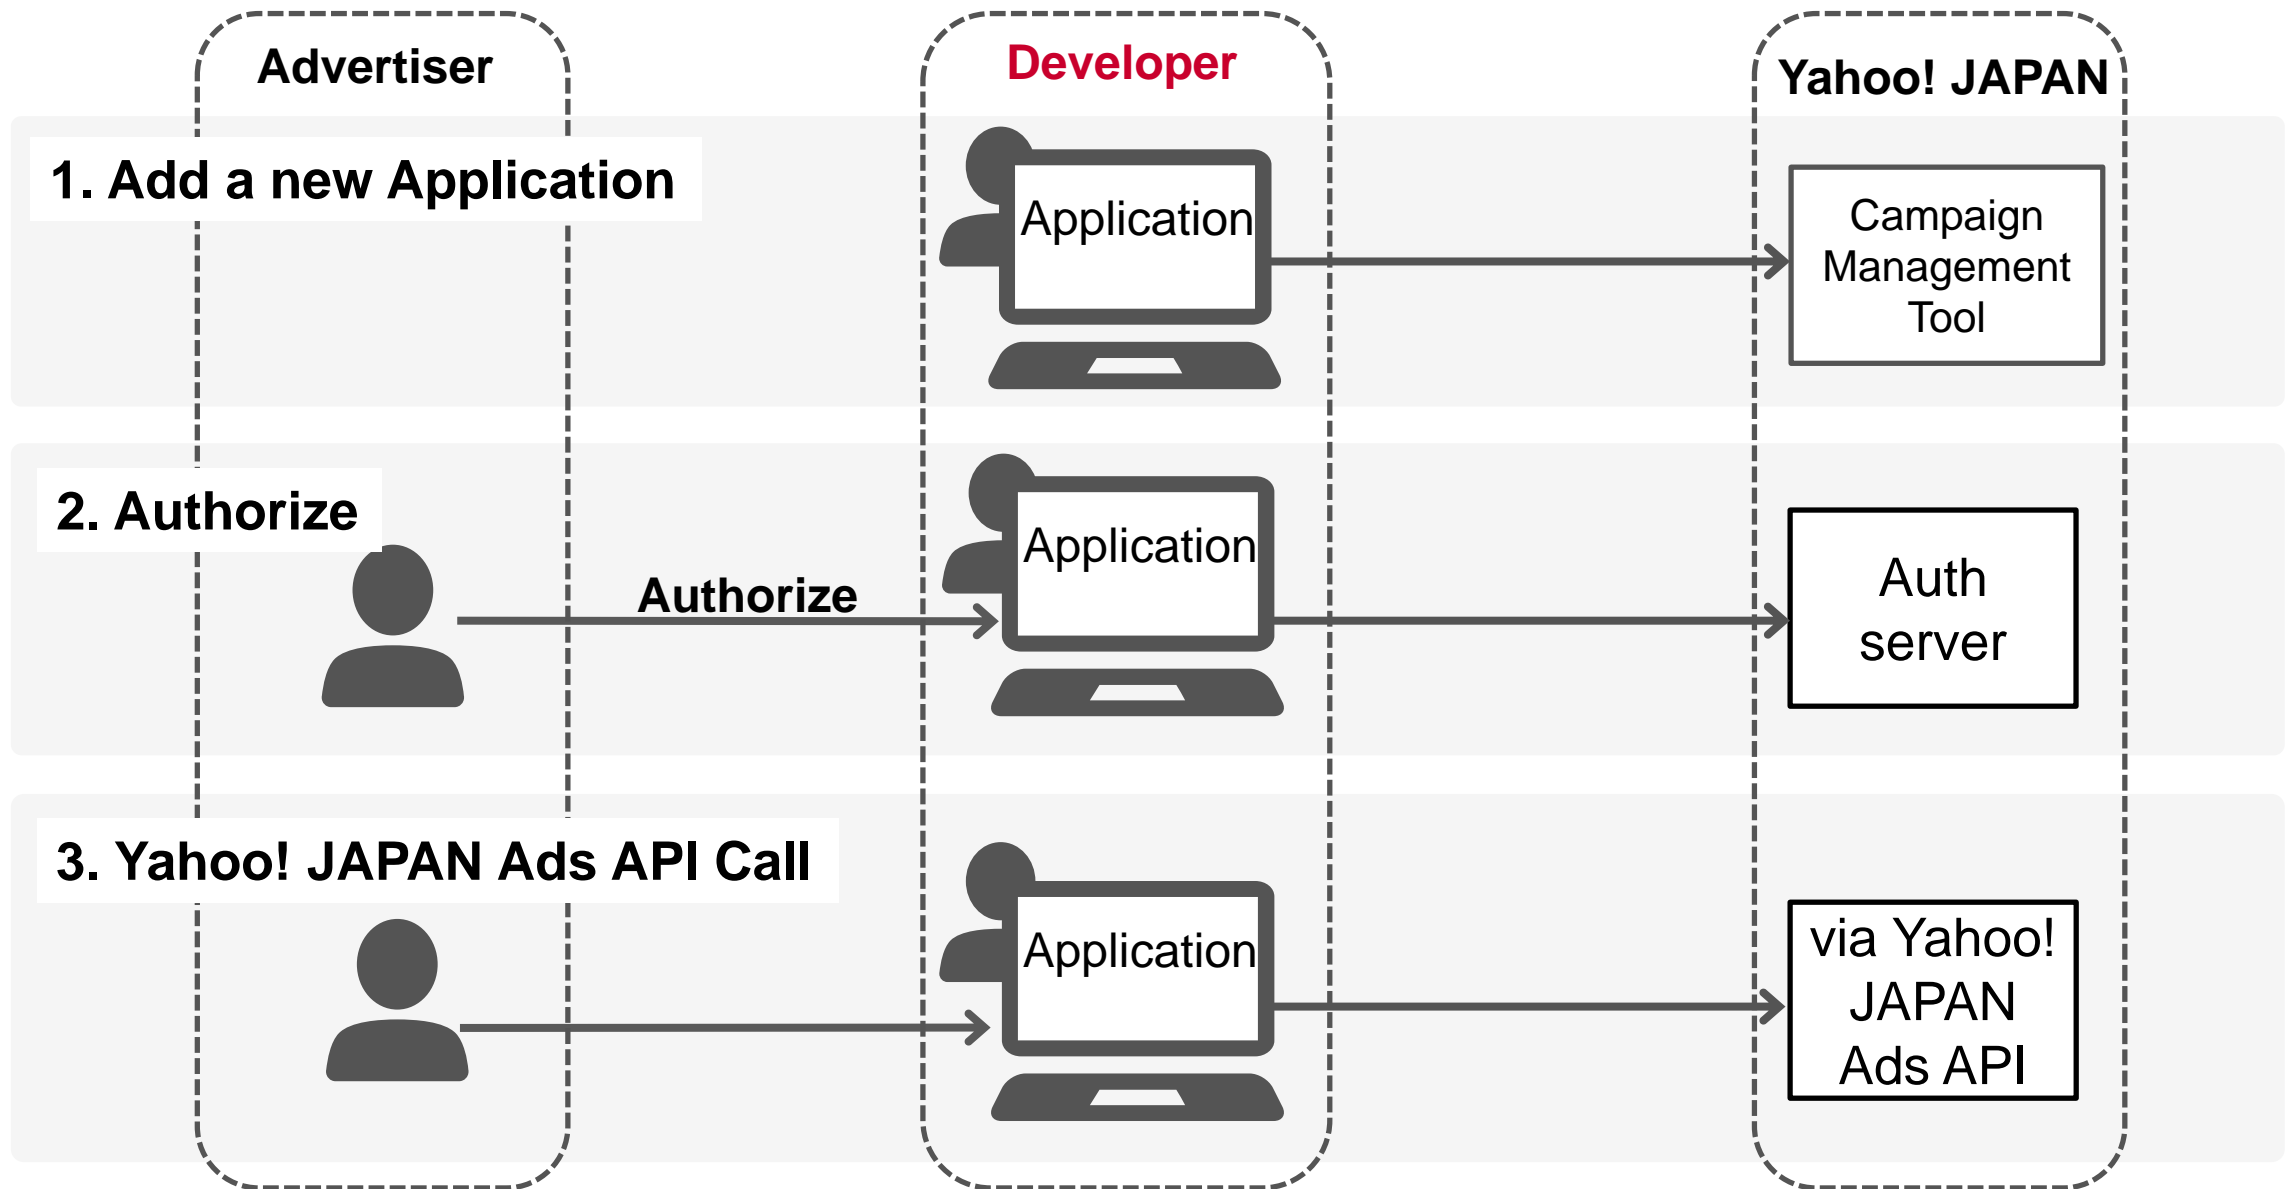 Advertiser
Developer
Yahoo! JAPAN
1. Add a new Application
Application
Campaign
Management
Tool
2. Authorize
Authorize
Application
Auth
server
3. Yahoo! JAPAN Ads API Call
Application
via Yahoo!
JAPAN
Ads API